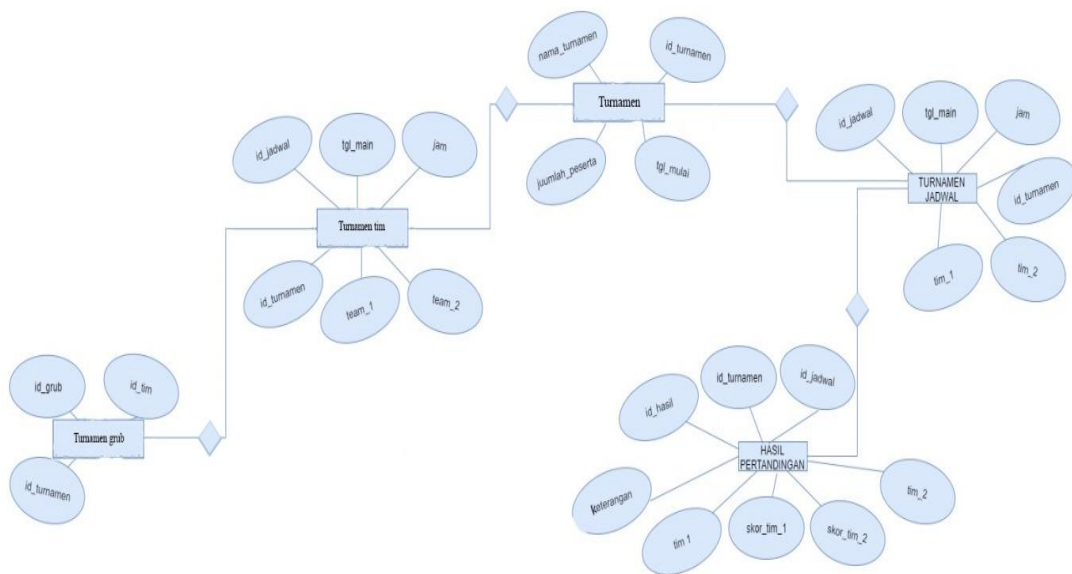 nama_turnamen
id_turnamen
Turnamen
juumlah_peserta
tgl_mulai
id_jadwal
tgl_main
jam
Turnamen tim
id_turnamen
team_1
team_2
id_jadwal
tgl_main
jam
TURNAMEN
JADWAL
id_turnamen
tim_1
tim_2
id_grub
id_tim
Turnamen grub
id_turnamen
id_hasil
id_turnamen
id_jadwal
HASIL
PERTANDINGAN
keterangan
tim 1
skor_tim_1
skor_tim_2
tim_2